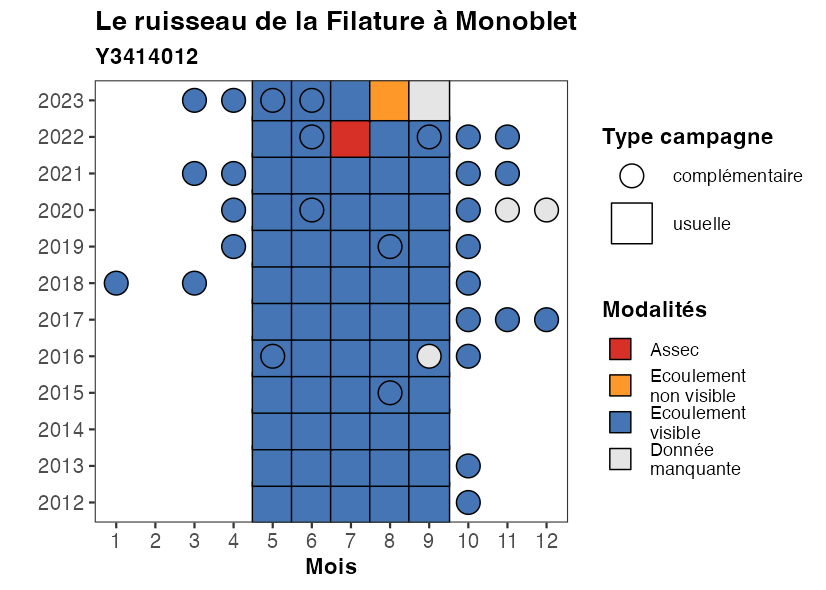 Le ruisseau de la Filature à Monoblet
Y3414012
2023
2022
2021
2020
2019
2018
2017
2016
2015
2014
2013
2012
1 2 3 4 5 6 7 8 9 10 11 12
Mois
Type campagne
complémentaire
usuelle
Modalités
Assec
Ecoulement
non visible
Ecoulement
visible
Donnée
manquante